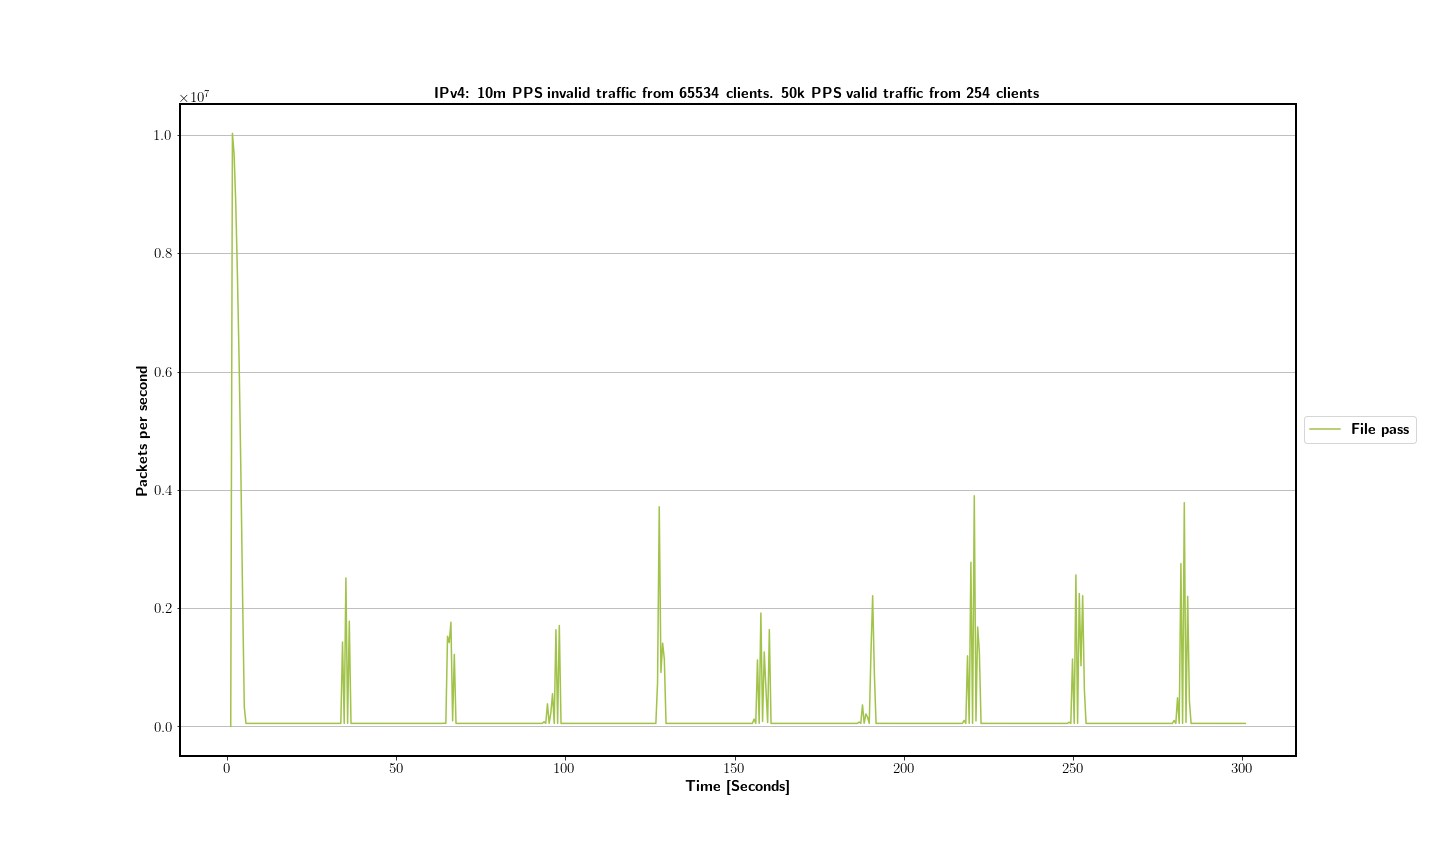 IPv4: 10m PPS invalid traffic from 65534 clients. 50k PPS valid traffic from 254 clients
×10⁷
1.0
0.8
0.6
0.4
0.2
0.0
Packets per second
0 50 100 150 200 250 300
Time [Seconds]
File pass